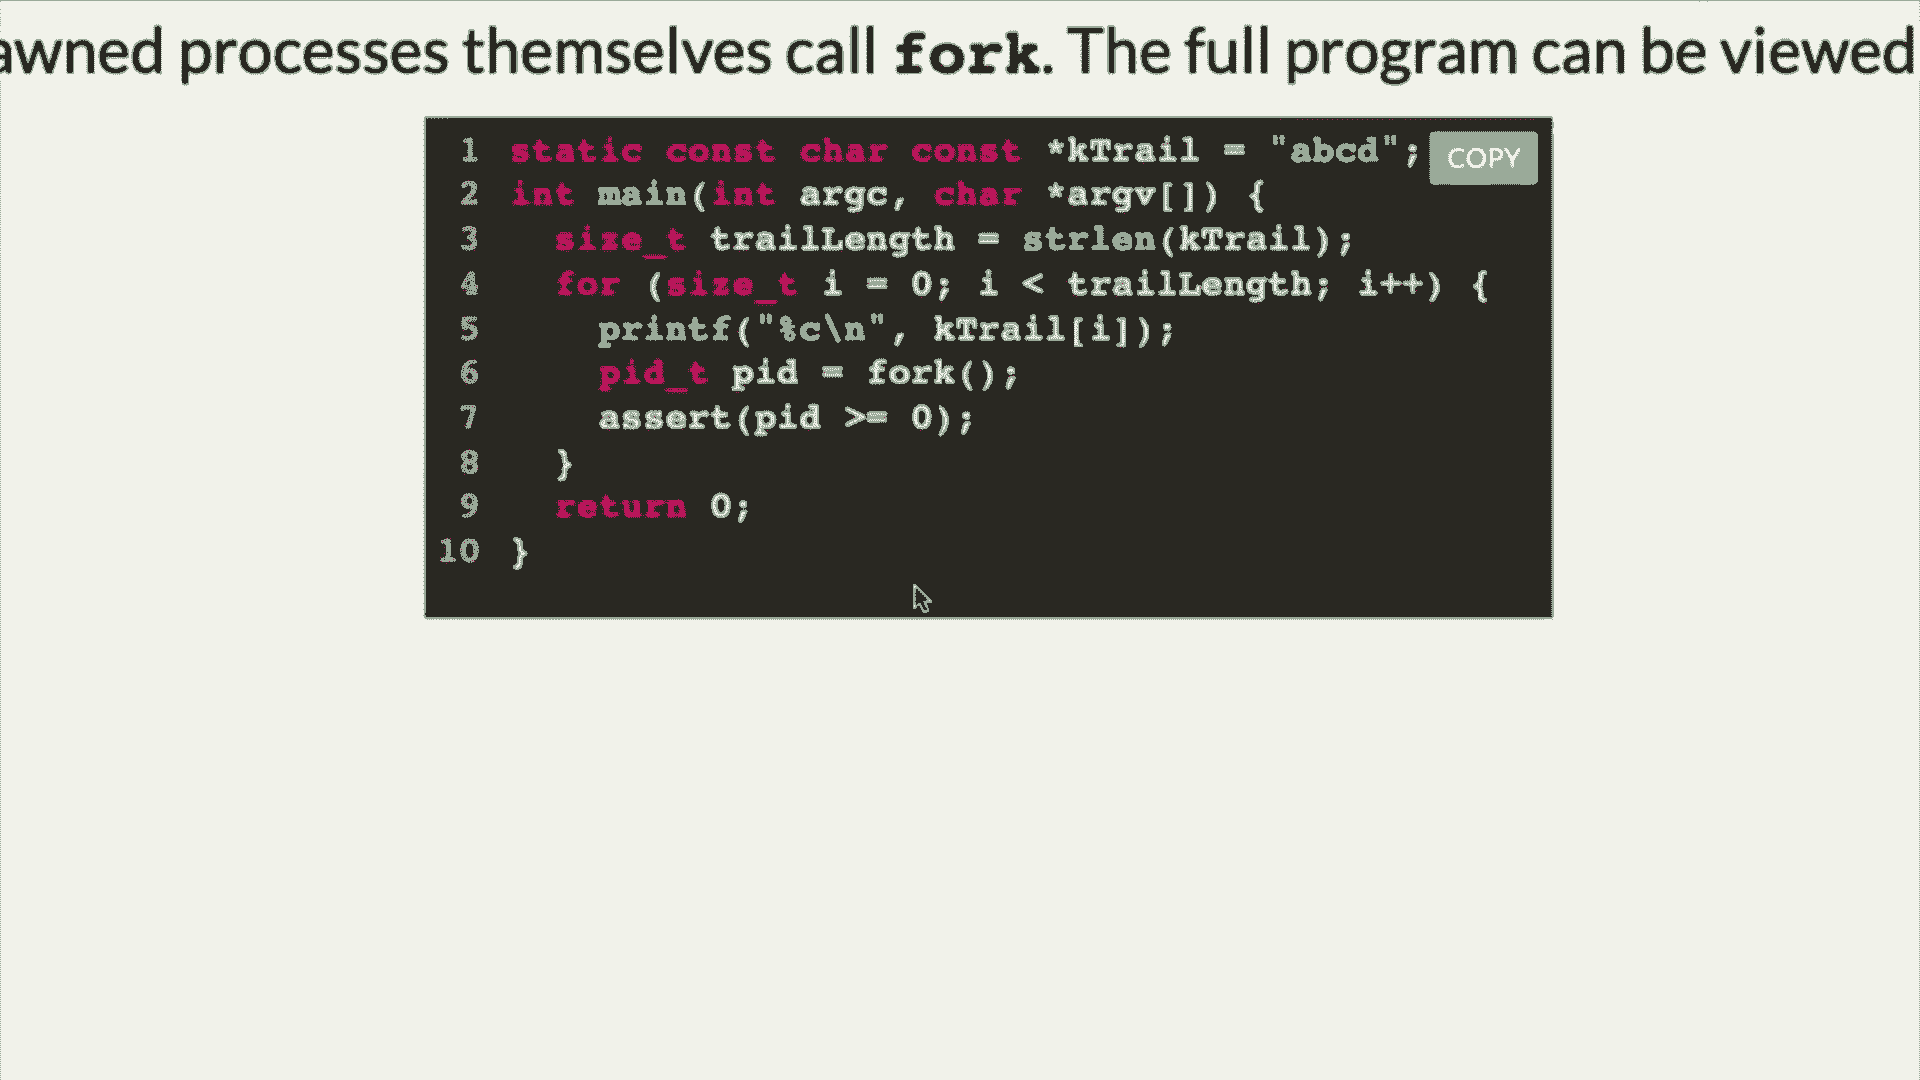 processes themselves call fork. The full program can be viewed
1 static const char const *kTrail = "abcd"; COPY
2 int main(int argc, char *argv[]) {
3   size_t trailLength = strlen(kTrail);
4   for (size_t i = 0; i < trailLength; i++) {
5     printf("%c\n", kTrail[i]);
6     pid_t pid = fork();
7     assert(pid >= 0);
8   }
9   return 0;
10 }